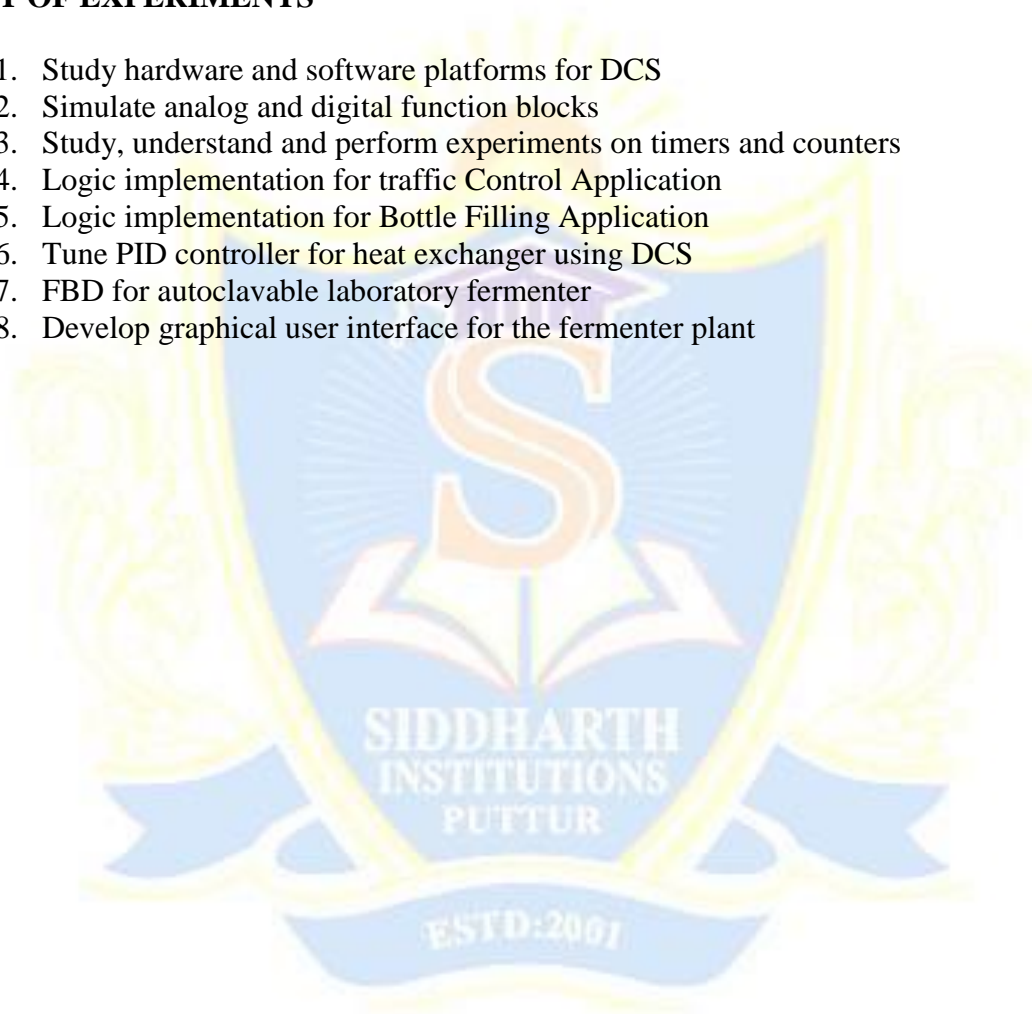 OF EXPERIMENTS
1. Study hardware and software platforms for DCS
2. Simulate analog and digital function blocks
3. Study, understand and perform experiments on timers and counters
4. Logic implementation for traffic Control Application
5. Logic implementation for Bottle Filling Application
6. Tune PID controller for heat exchanger using DCS
7. FBD for autoclavable laboratory fermenter
8. Develop graphical user interface for the fermenter plant
S
SIDDHARTH
INSTITUTIONS
PUTTUR
ESTD:2001